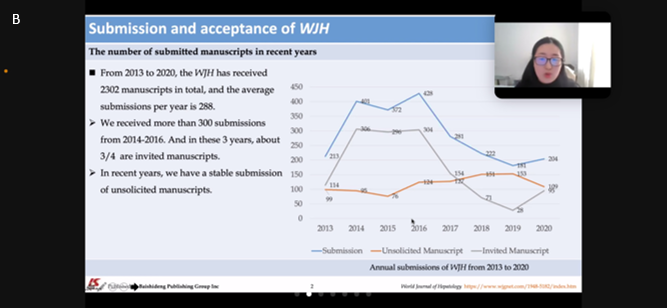 B
Submission and acceptance of WJH
The number of submitted manuscripts in recent years
■ From 2013 to 2020, the WJH has received
2302 manuscripts in total, and the average
submissions per year is 288.
➤ We received more than 300 submissions
from 2014-2016. And in these 3 years, about
3/4 are invited manuscripts.
➤ In recent years, we have a stable submission
of unsolicited manuscripts.
450
400
350
300
250
200
150
100
50
0
213
401
372
428
281
222
181
204
114
306
296
304
154
71
28
95
99
95
76
124
127
151
153
109
2013 2014 2015 2016 2017 2018 2019 2020
Submission Unsolicited Manuscript Invited Manuscript
Annual submissions of WJH from 2013 to 2020
Baishideng Publishing Group Inc
2
World Journal of Hepatology https://www.wjgnet.com/1948-5182/index.htm